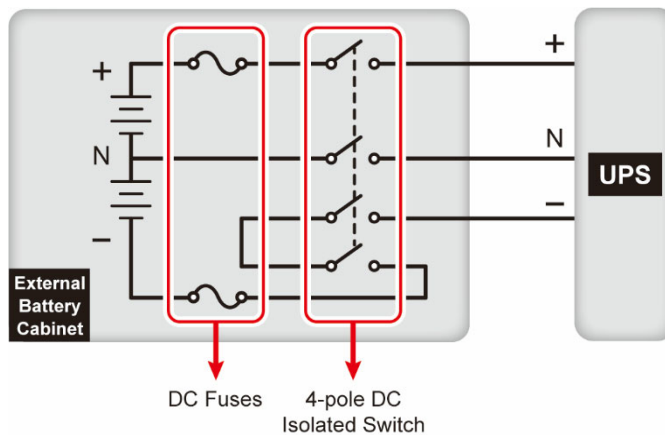 +
+
N
N
UPS
−
−
External
Battery
Cabinet
DC Fuses
4-pole DC
Isolated Switch